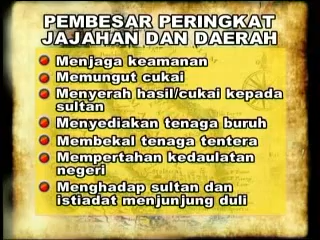 PEMBESAR PERINGKAT
JAJAHAN DAN DAERAH
Menjaga keamanan
Memungut cukai
Menyerah hasil/cukai kepada
sultan
Menyediakan tenaga buruh
Membekal tenaga tentera
Mempertahan kedaulatan
negeri
Menghadap sultan dan
istiadat menjunjung duli